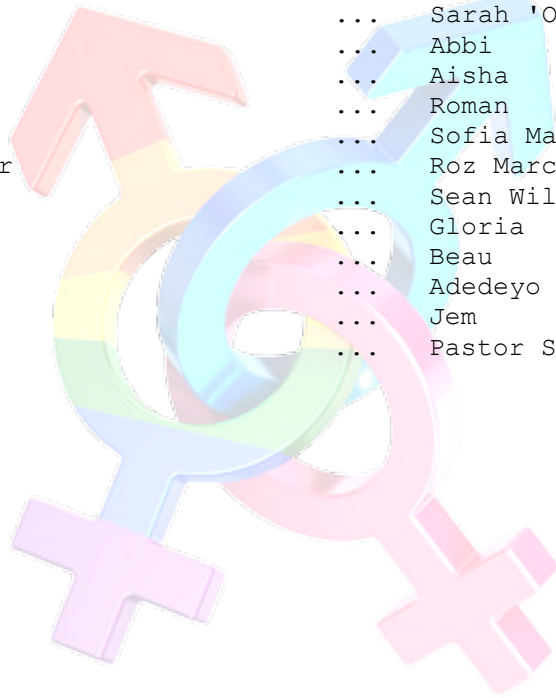 ... Sarah 'O
... Abbi
... Aisha
... Roman
... Sofia Ma
r ... Roz Marc
... Sean Wil
... Gloria
... Beau
... Adedeyo
... Jem
... Pastor S